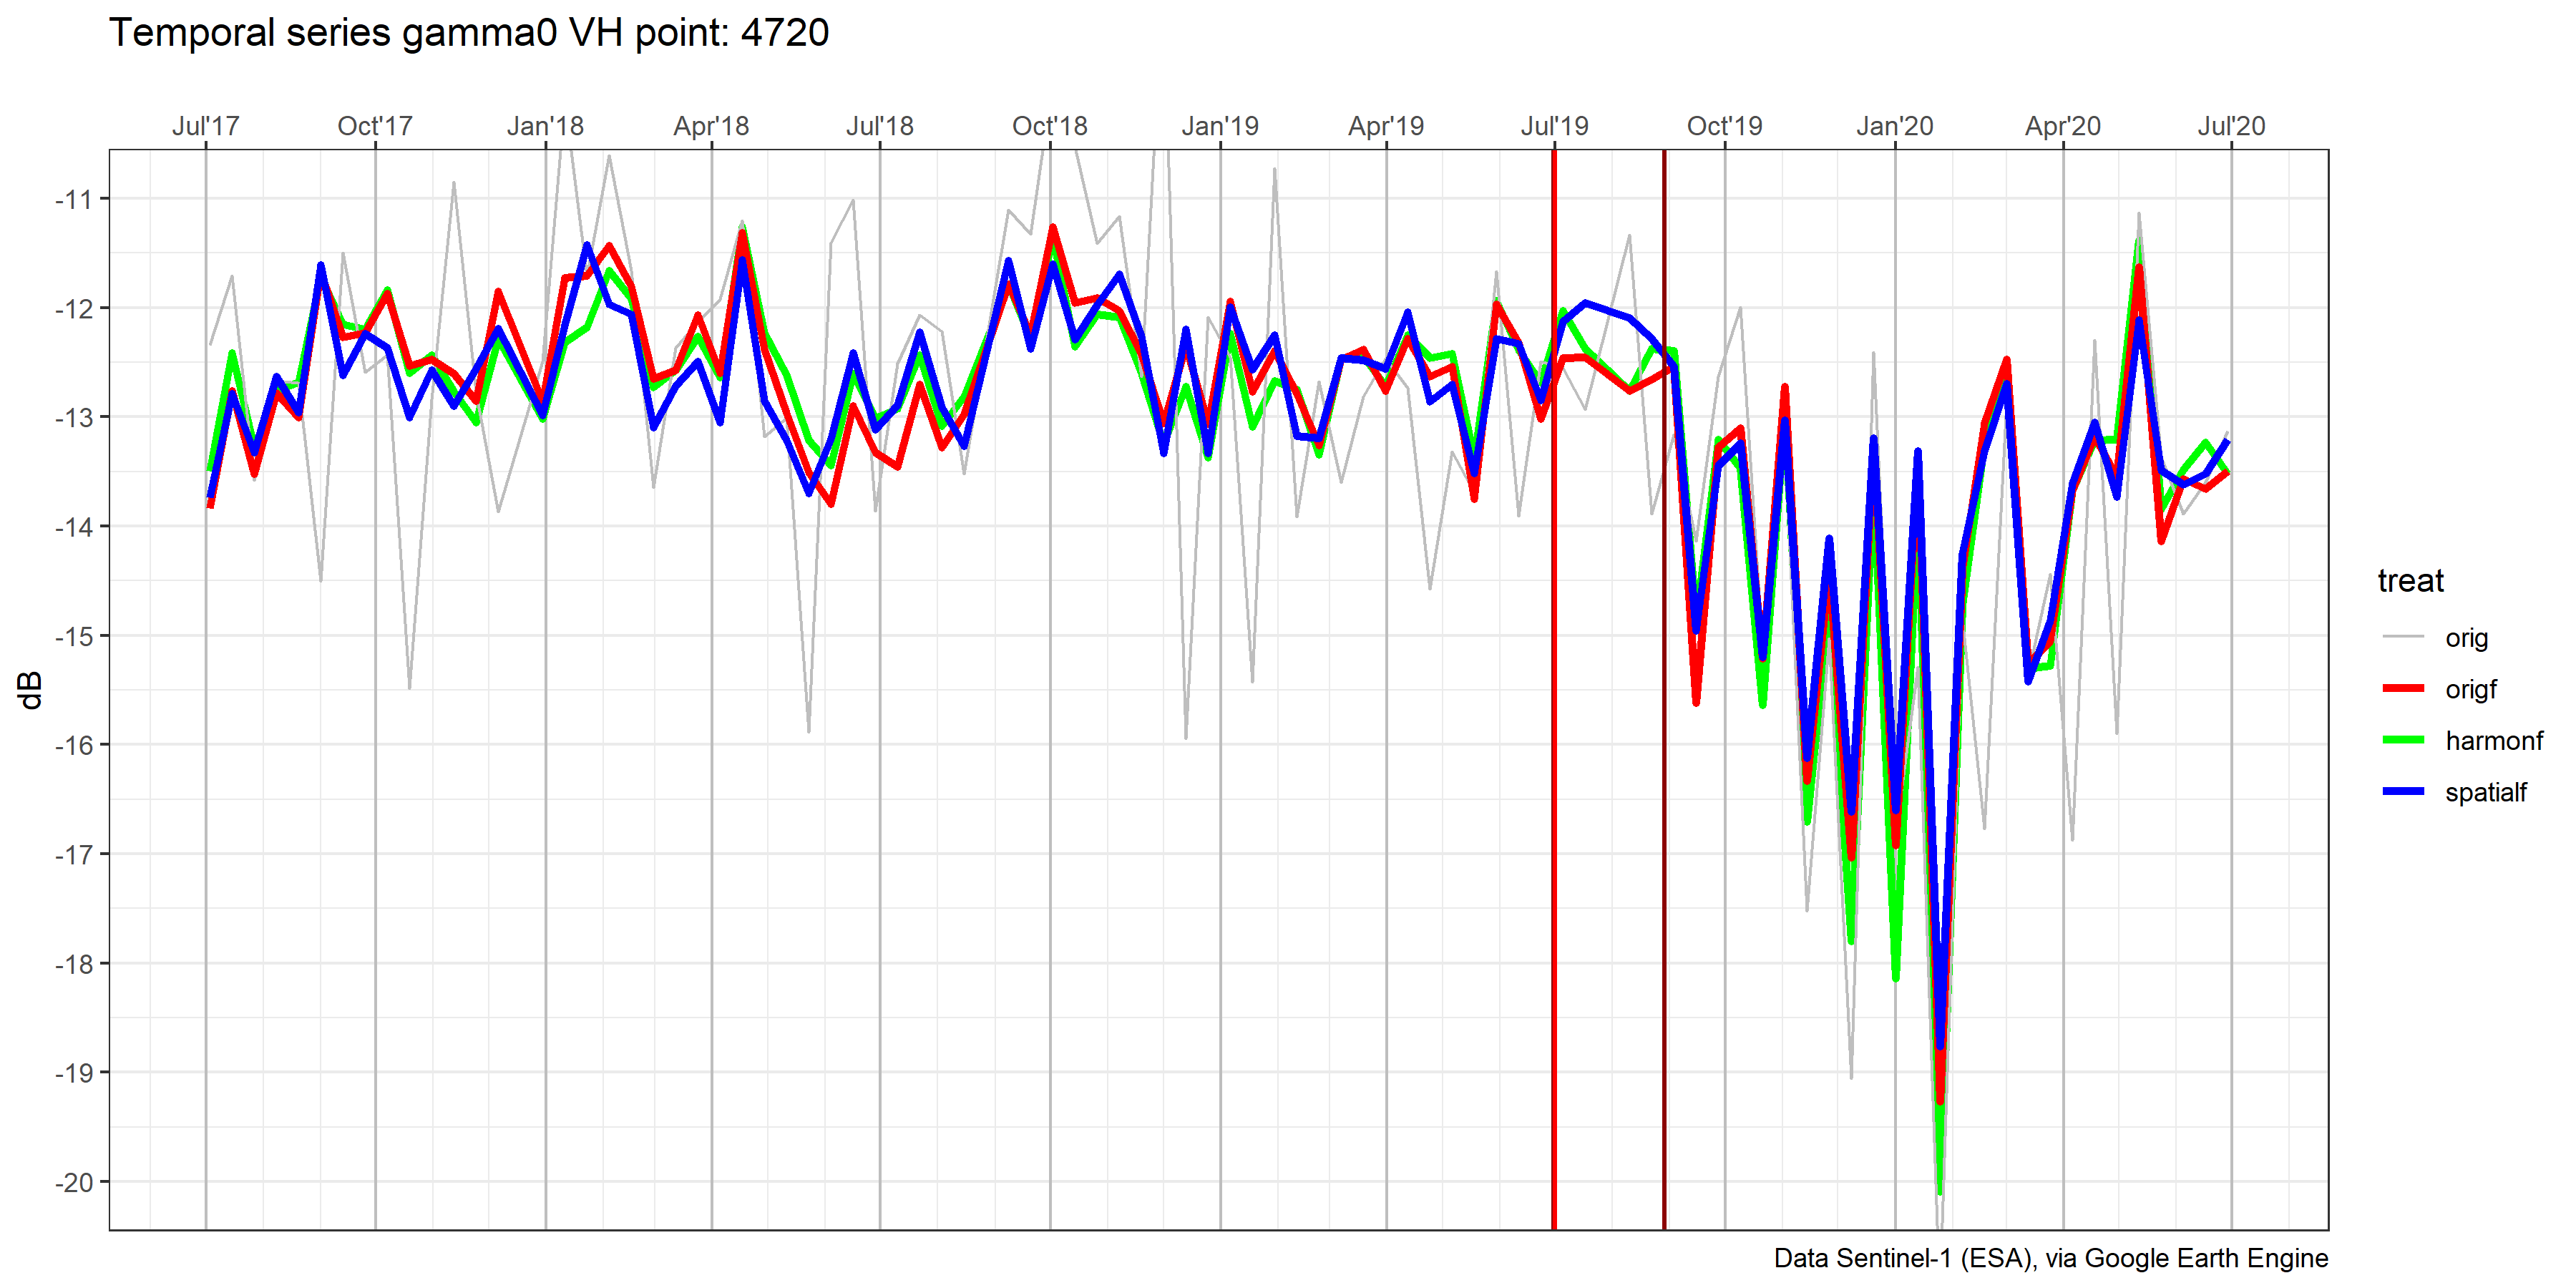 Temporal series gamma0 VH point: 4720
Jul'17 Oct'17 Jan'18 Apr'18 Jul'18 Oct'18 Jan'19 Apr'19 Jul'19 Oct'19 Jan'20 Apr'20 Jul'20
-11
-12
-13
-14
-15
-16
-17
-18
-19
-20
dB
treat
orig
origf
harmonf
spatialf
Data Sentinel-1 (ESA), via Google Earth Engine